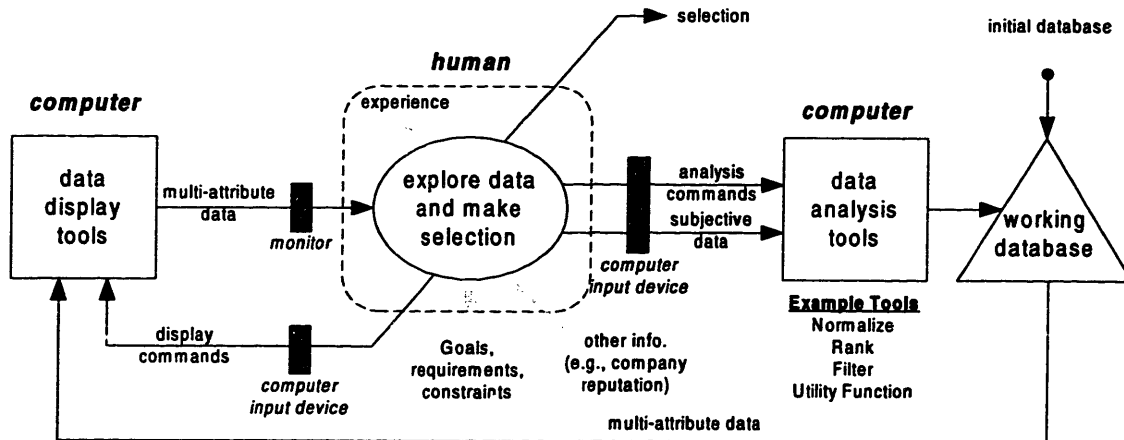 selection
initial database
human
computer
experience
computer
data
display
tools
multi-attribute
data
monitor
explore data
and make
selection
analysis
commands
subjective
data
computer
input device
data
analysis
tools
working
database
display
commands
computer
input device
Goals,
requirements,
constraints
other info.
(e.g., company
reputation)
Example Tools
Normalize
Rank
Filter
Utility Function
multi-attribute data